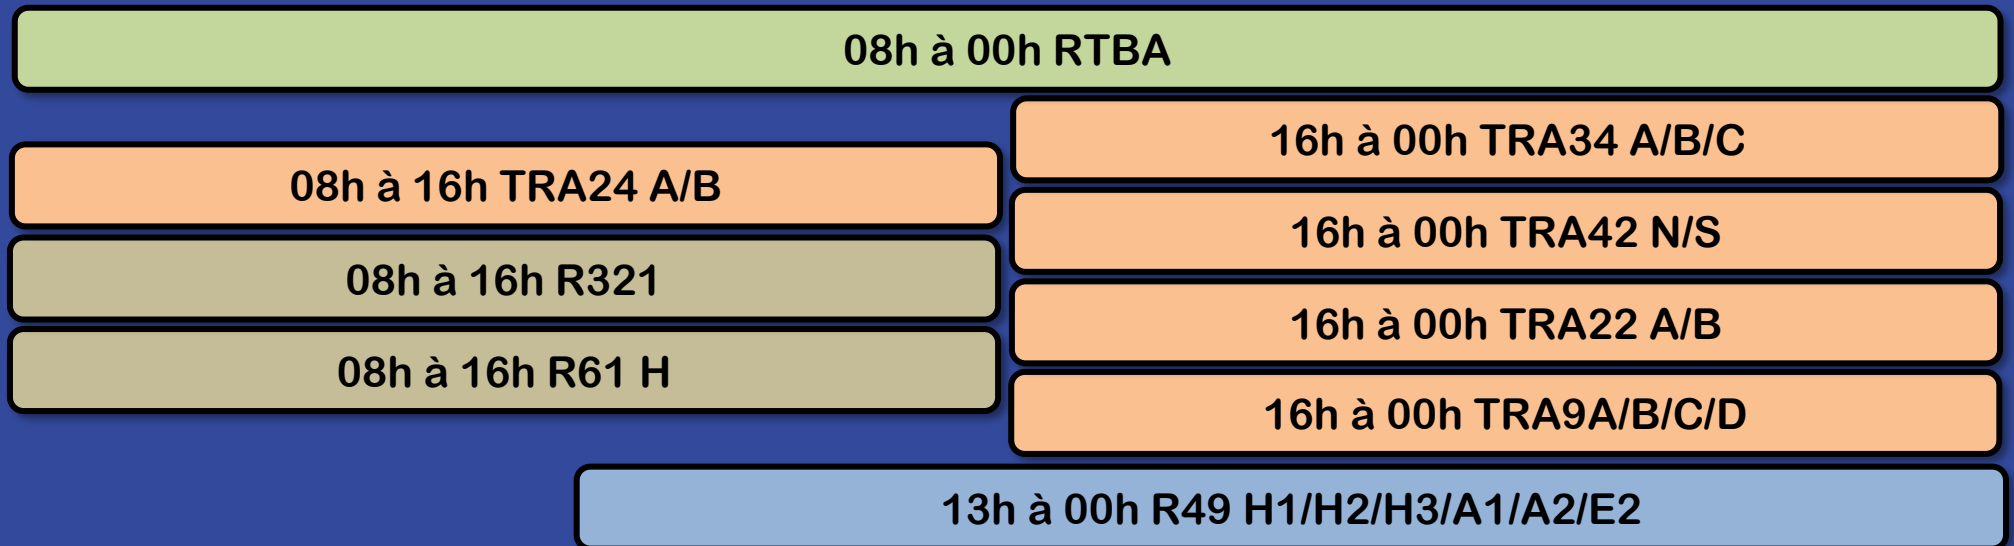 08h à 00h RTBA
16h à 00h TRA34 A/B/C
08h à 16h TRA24 A/B
16h à 00h TRA42 N/S
08h à 16h R321
16h à 00h TRA22 A/B
08h à 16h R61 H
16h à 00h TRA9A/B/C/D
13h à 00h R49 H1/H2/H3/A1/A2/E2